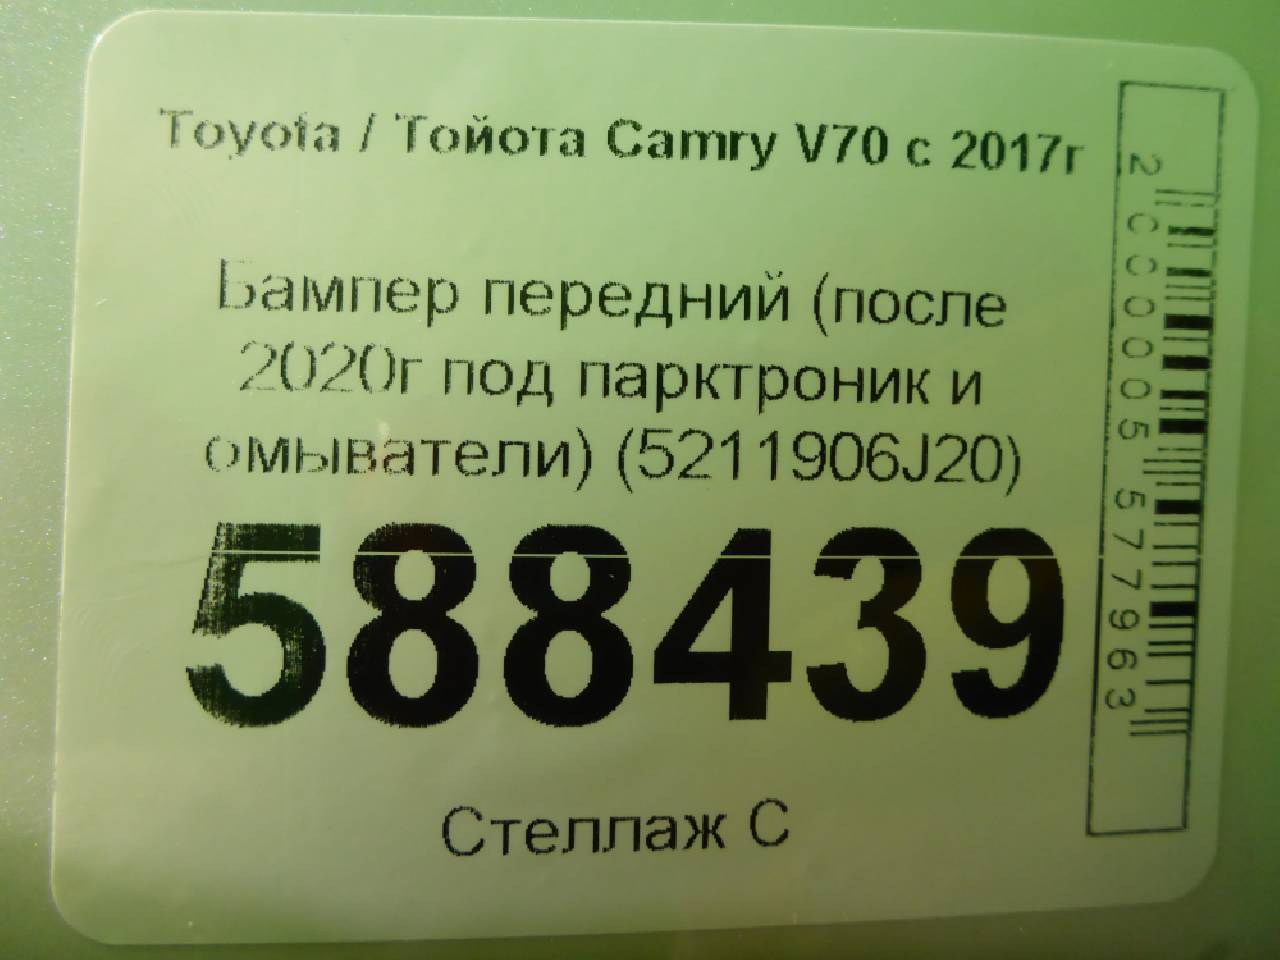 Toyota / Тойота Camry V70 с 2017г
Бампер передний (после
2020г под парктроник и
омыватели) (5211906J20)
588439
Стеллаж С
2000005577963